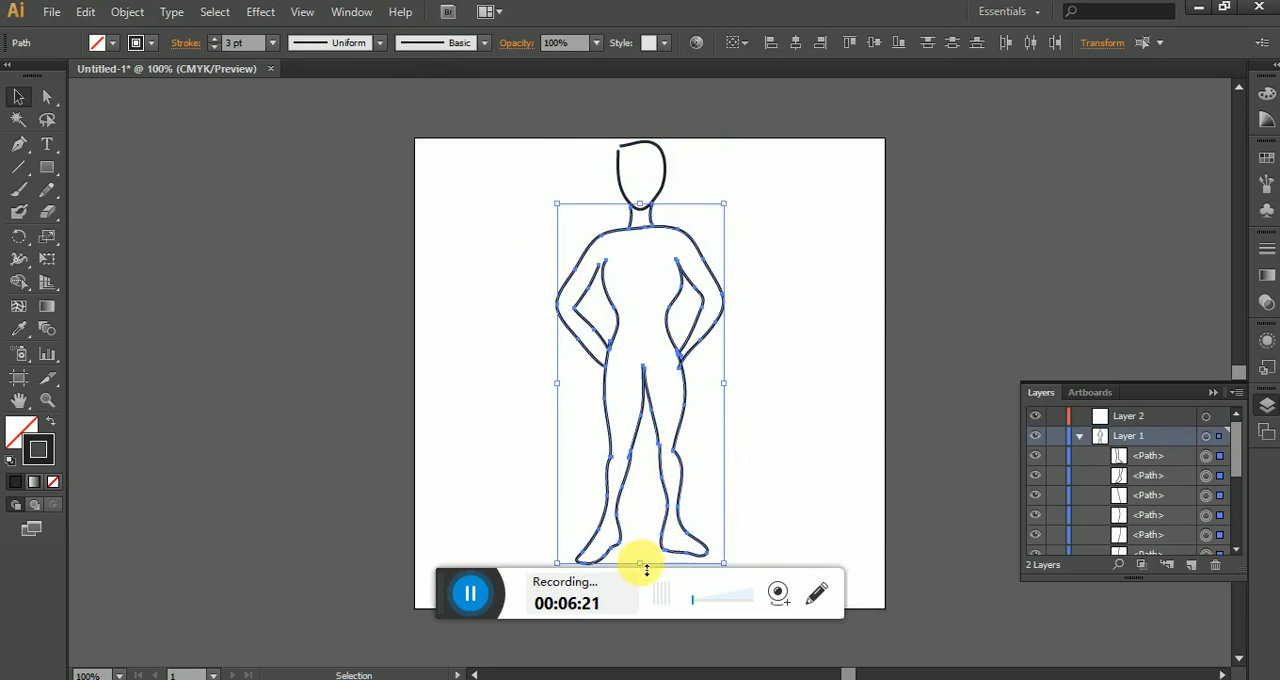 Ai File Edit Object Type Select Effect View Window Help Br Essentials
Path Stroke: 3 pt Uniform Basic Opacity: 100% Style: Transform
Untitled-1* @ 100% (CMYK/Preview) ×
Layers Artboards
Layer 2
Layer 1
<Path>
<Path>
<Path>
<Path>
<Path>
2 Layers
Recording...
00:06:21
100% 1 Selection